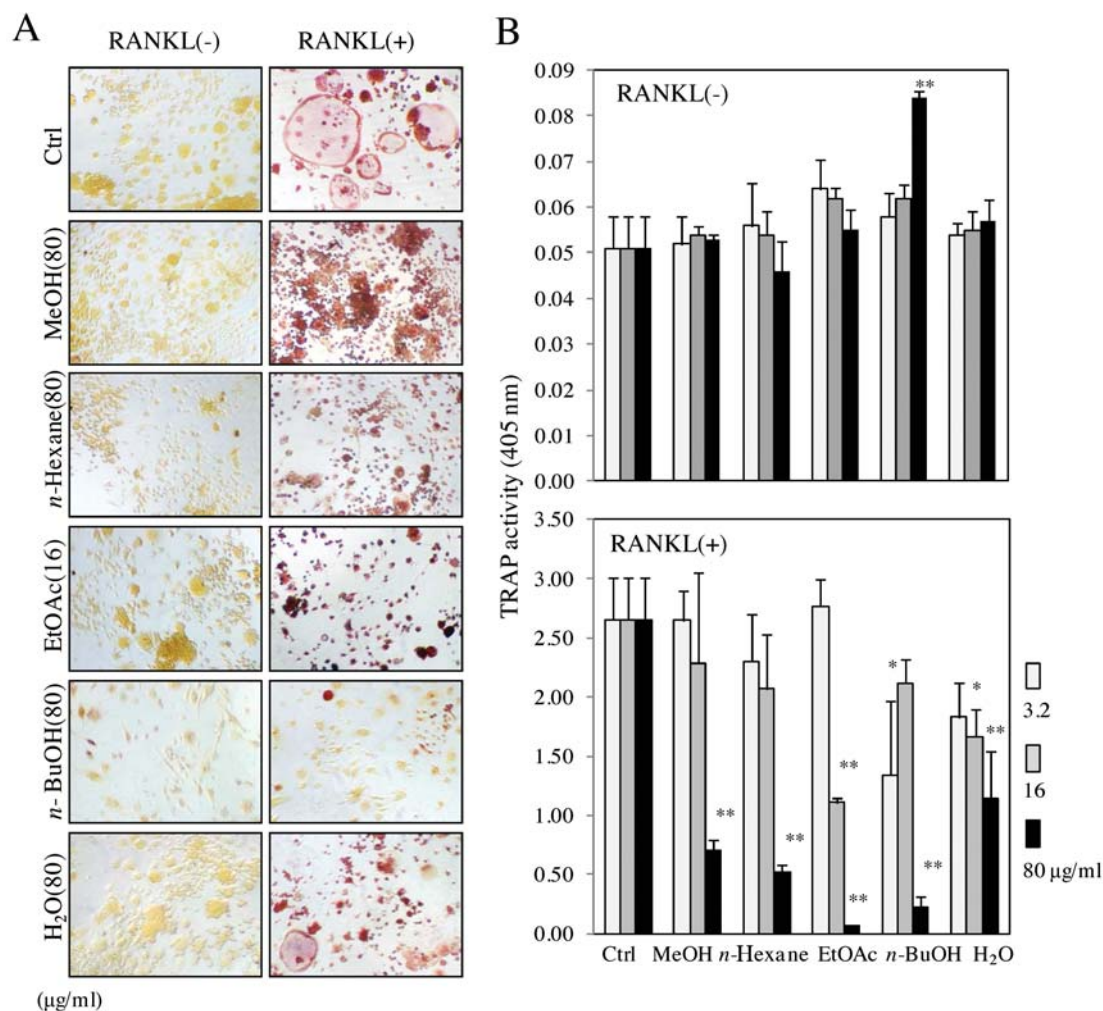 A
RANKL(-)
RANKL(+)
Ctrl
MeOH(80)
n-Hexane(80)
EtOAc(16)
n- BuOH(80)
H₂O(80)
(µg/ml)
B
TRAP activity (405 nm)
RANKL(-)
0.09
0.08
0.07
0.06
0.05
0.04
0.03
0.02
0.01
0.00
**
RANKL(+)
3.50
3.00
2.50
2.00
1.50
1.00
0.50
0.00
**
**
**
**
*
**
*
**
Ctrl
MeOH
n-Hexane
EtOAc
n-BuOH
H₂O
3.2
16
80 µg/ml